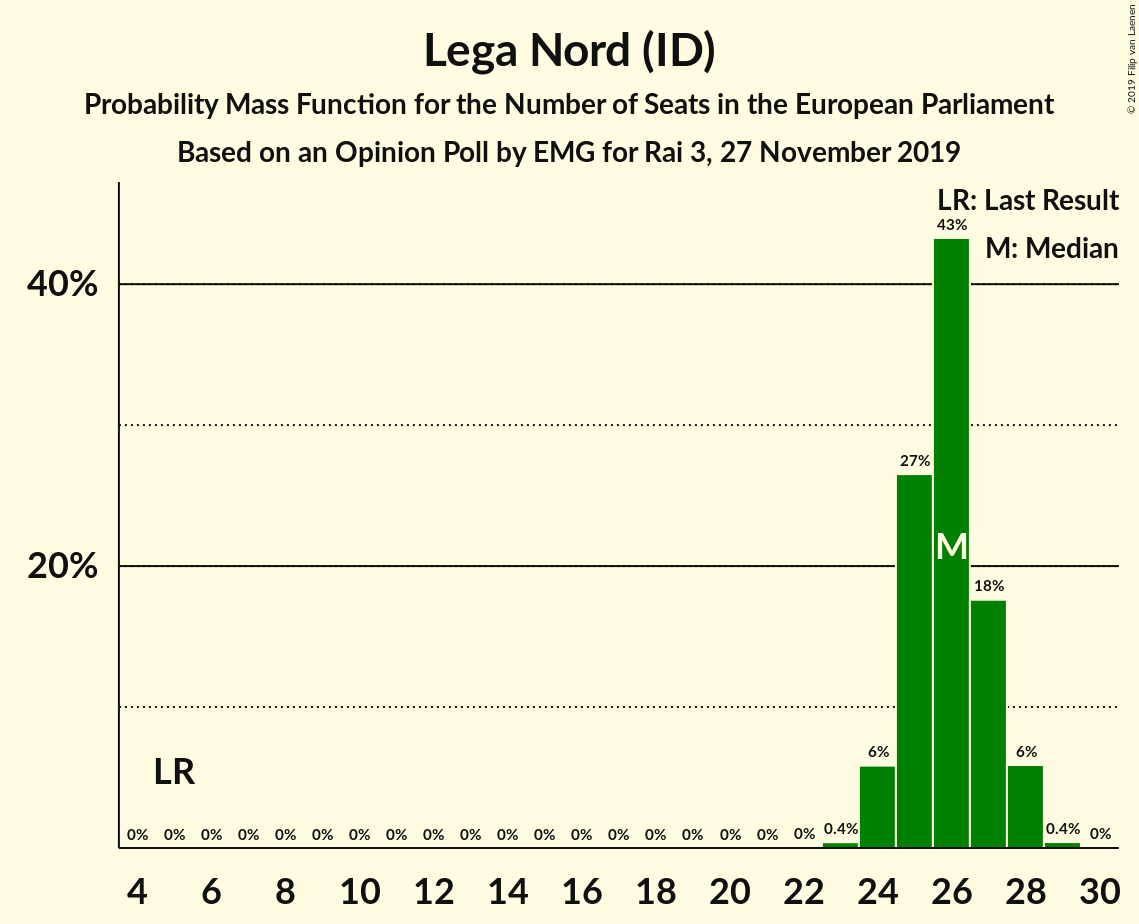 Lega Nord (ID)
Probability Mass Function for the Number of Seats in the European Parliament
Based on an Opinion Poll by EMG for Rai 3, 27 November 2019
© 2019 Filip van Laenen
LR: Last Result
M: Median
40%
20%
LR
0% 0% 0% 0% 0% 0% 0% 0% 0% 0% 0% 0% 0% 0% 0% 0% 0% 0% 0% 0.4% 6% 27% 43% 18% 6% 0.4% 0%
M
4 6 8 10 12 14 16 18 20 22 24 26 28 30